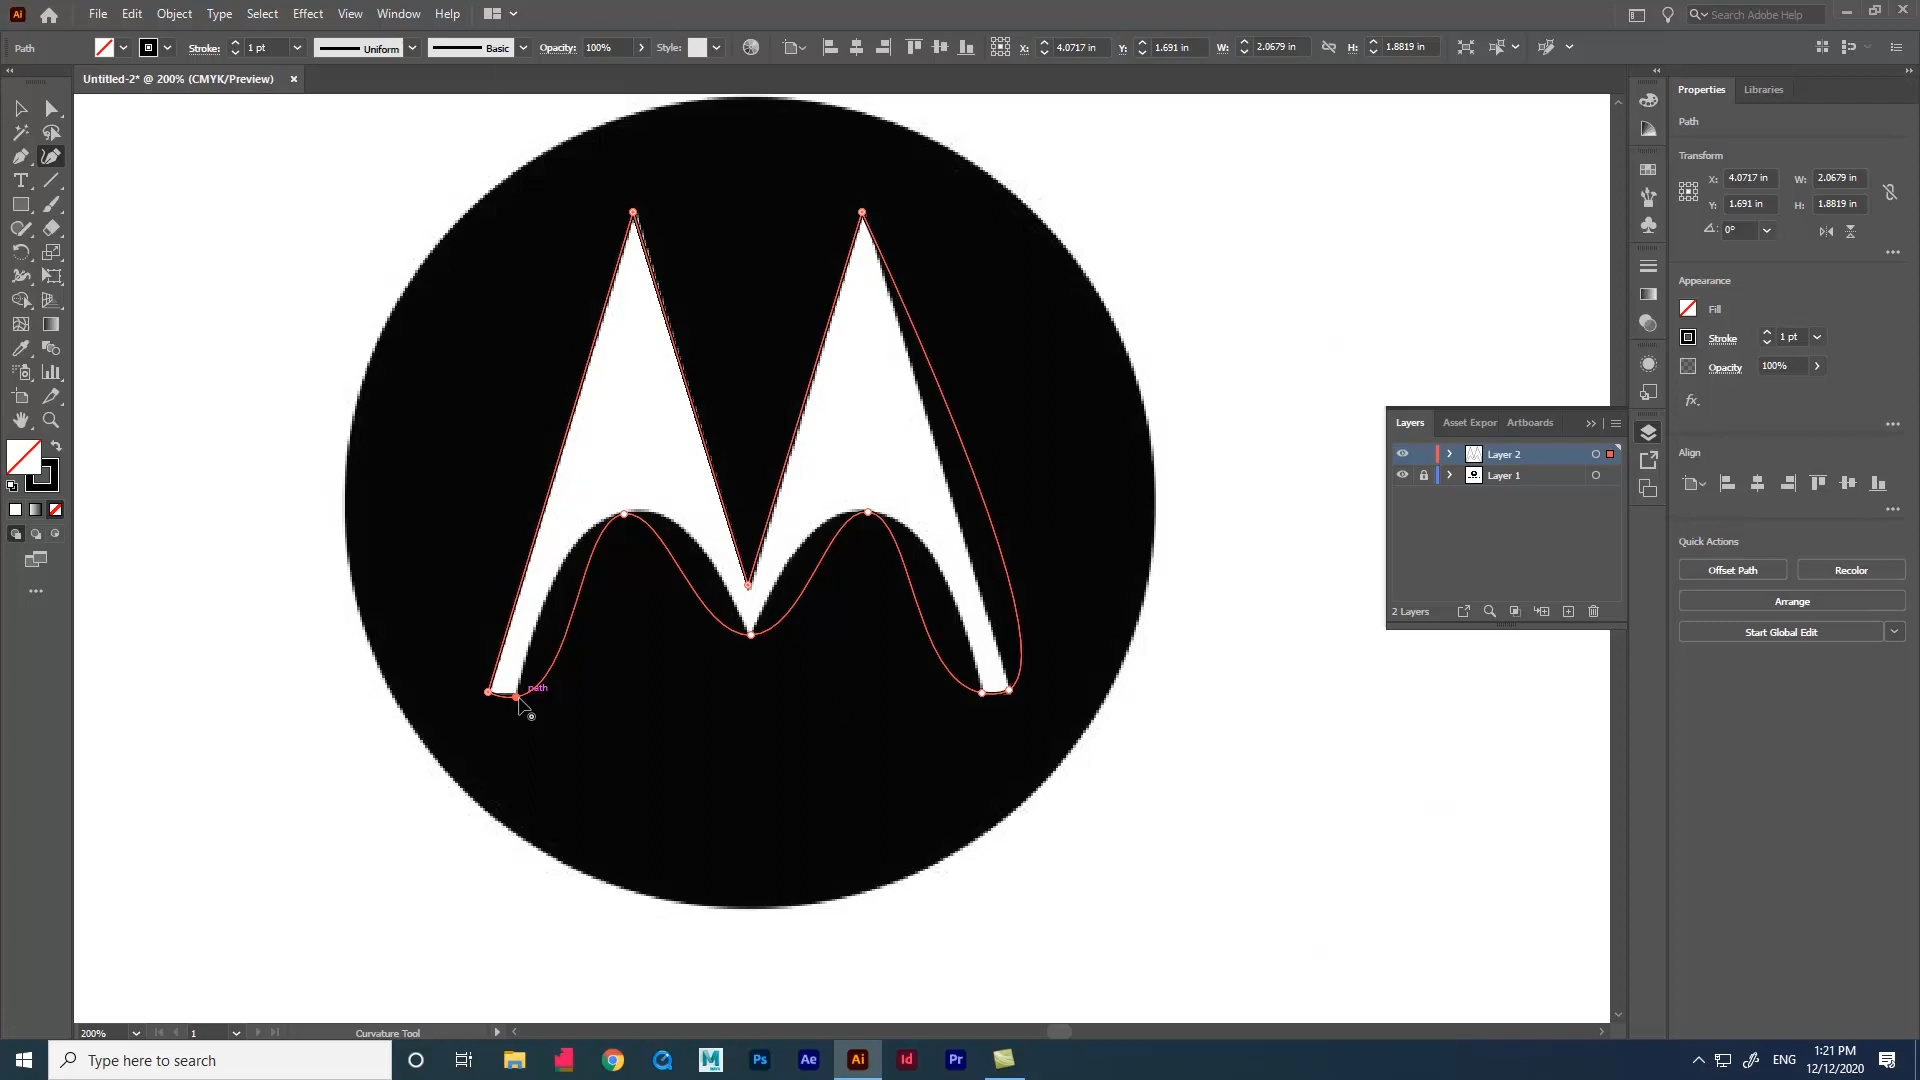 Ai File Edit Object Type Select Effect View Window Help Search Adobe Help
Path Stroke: 1 pt Uniform Basic Opacity: 100% Style: X: 4.0717 in Y: 1.691 in W: 2.0679 in H: 1.8819 in
Untitled-2* @ 200% (CMYK/Preview)
Properties Libraries
Path
Transform
X: 4.0717 in W: 2.0679 in
Y: 1.691 in H: 1.8819 in
0°
Appearance
Fill
Stroke 1 pt
Opacity 100%
fx.
Layers Asset Expor Artboards
Layer 2
Layer 1
2 Layers
Align
Quick Actions
Offset Path Recolor
Arrange
Start Global Edit
path
200% 1 Curvature Tool
Type here to search
M Ps Ae Ai Id Pr
ENG
1:21 PM
12/12/2020